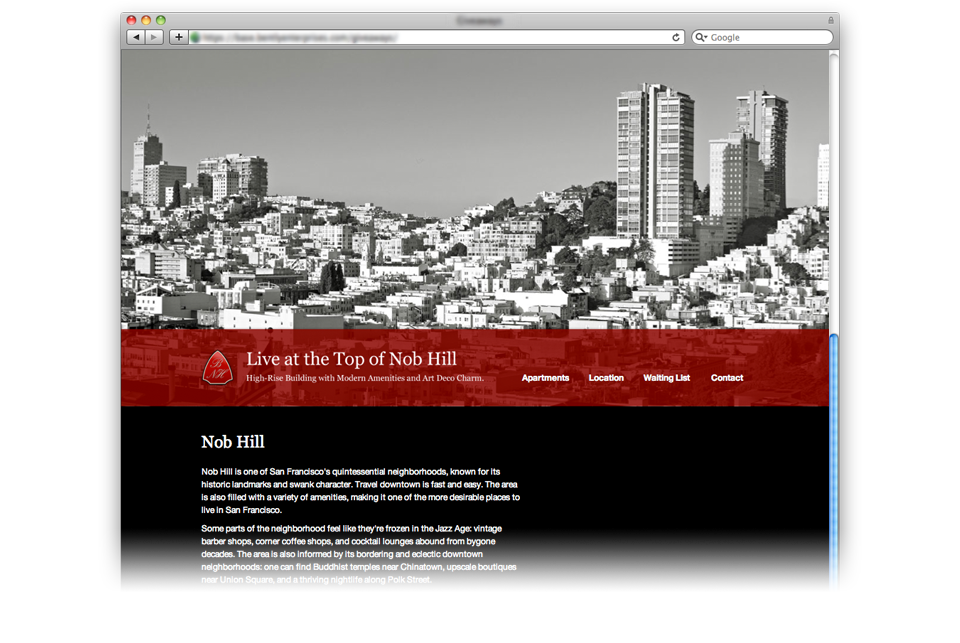 Google
Live at the Top of Nob Hill
High-Rise Building with Modern Amenities and Art Deco Charm.
Apartments Location Waiting List Contact
B
NH
Nob Hill
Nob Hill is one of San Francisco's quintessential neighborhoods, known for its
historic landmarks and swank character. Travel downtown is fast and easy. The area
is also filled with a variety of amenities, making it one of the more desirable places to
live in San Francisco.
Some parts of the neighborhood feel like they're frozen in the Jazz Age: vintage
barber shops, corner coffee shops, and cocktail lounges abound from bygone
decades. The area is also informed by its bordering and eclectic downtown
neighborhoods: one can find Buddhist temples near Chinatown, upscale boutiques
near Union Square, and a thriving nightlife along Polk Street.